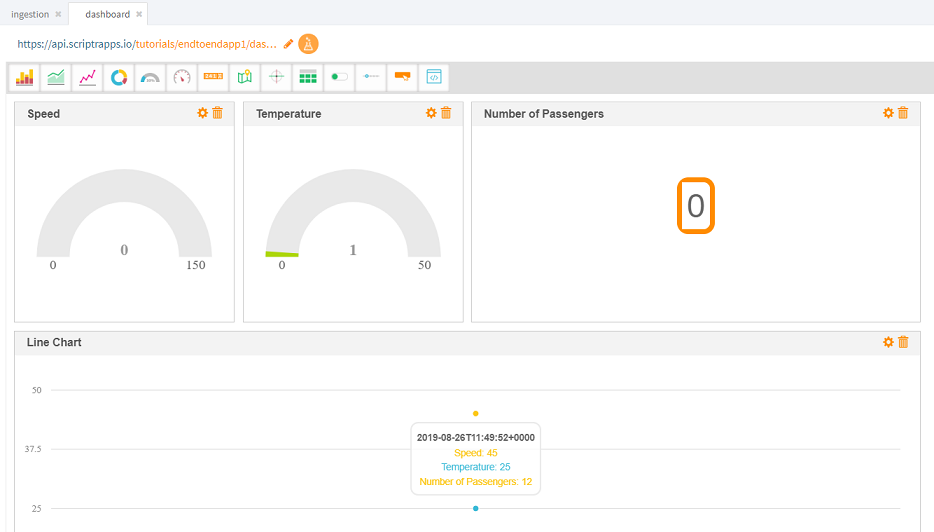 ingestion ×
dashboard ×
https://api.scriptrapps.io/tutorials/endtoendapp1/das...
Speed
Temperature
Number of Passengers
0
0 150
1
0 50
0
Line Chart
50
37.5
25
2019-08-26T11:49:52+0000
Speed: 45
Temperature: 25
Number of Passengers: 12